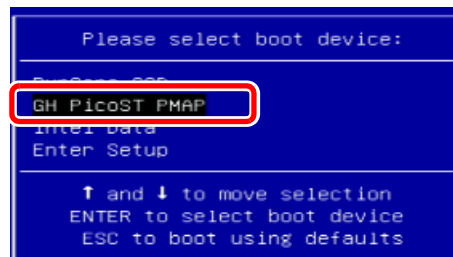 Please select boot device:
GH PicoST PMAP
Intel Data
Enter Setup
↑ and ↓ to move selection
ENTER to select boot device
ESC to boot using defaults